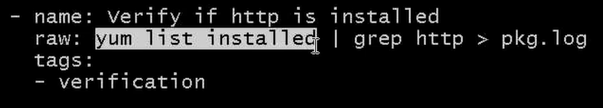 - name: Verify if http is installed
raw: yum list installed | grep http > pkg.log
tags:
- verification